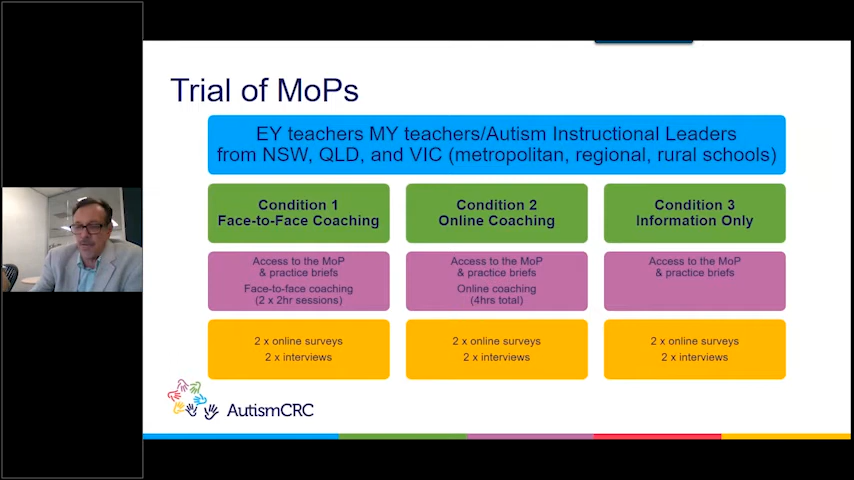 Trial of MoPs
EY teachers MY teachers/Autism Instructional Leaders
from NSW, QLD, and VIC (metropolitan, regional, rural schools)
Condition 1
Face-to-Face Coaching
Condition 2
Online Coaching
Condition 3
Information Only
Access to the MoP
& practice briefs
Face-to-face coaching
(2 x 2hr sessions)
Access to the MoP
& practice briefs
Online coaching
(4hrs total)
Access to the MoP
& practice briefs
2 x online surveys
2 x interviews
2 x online surveys
2 x interviews
2 x online surveys
2 x interviews
AutismCRC